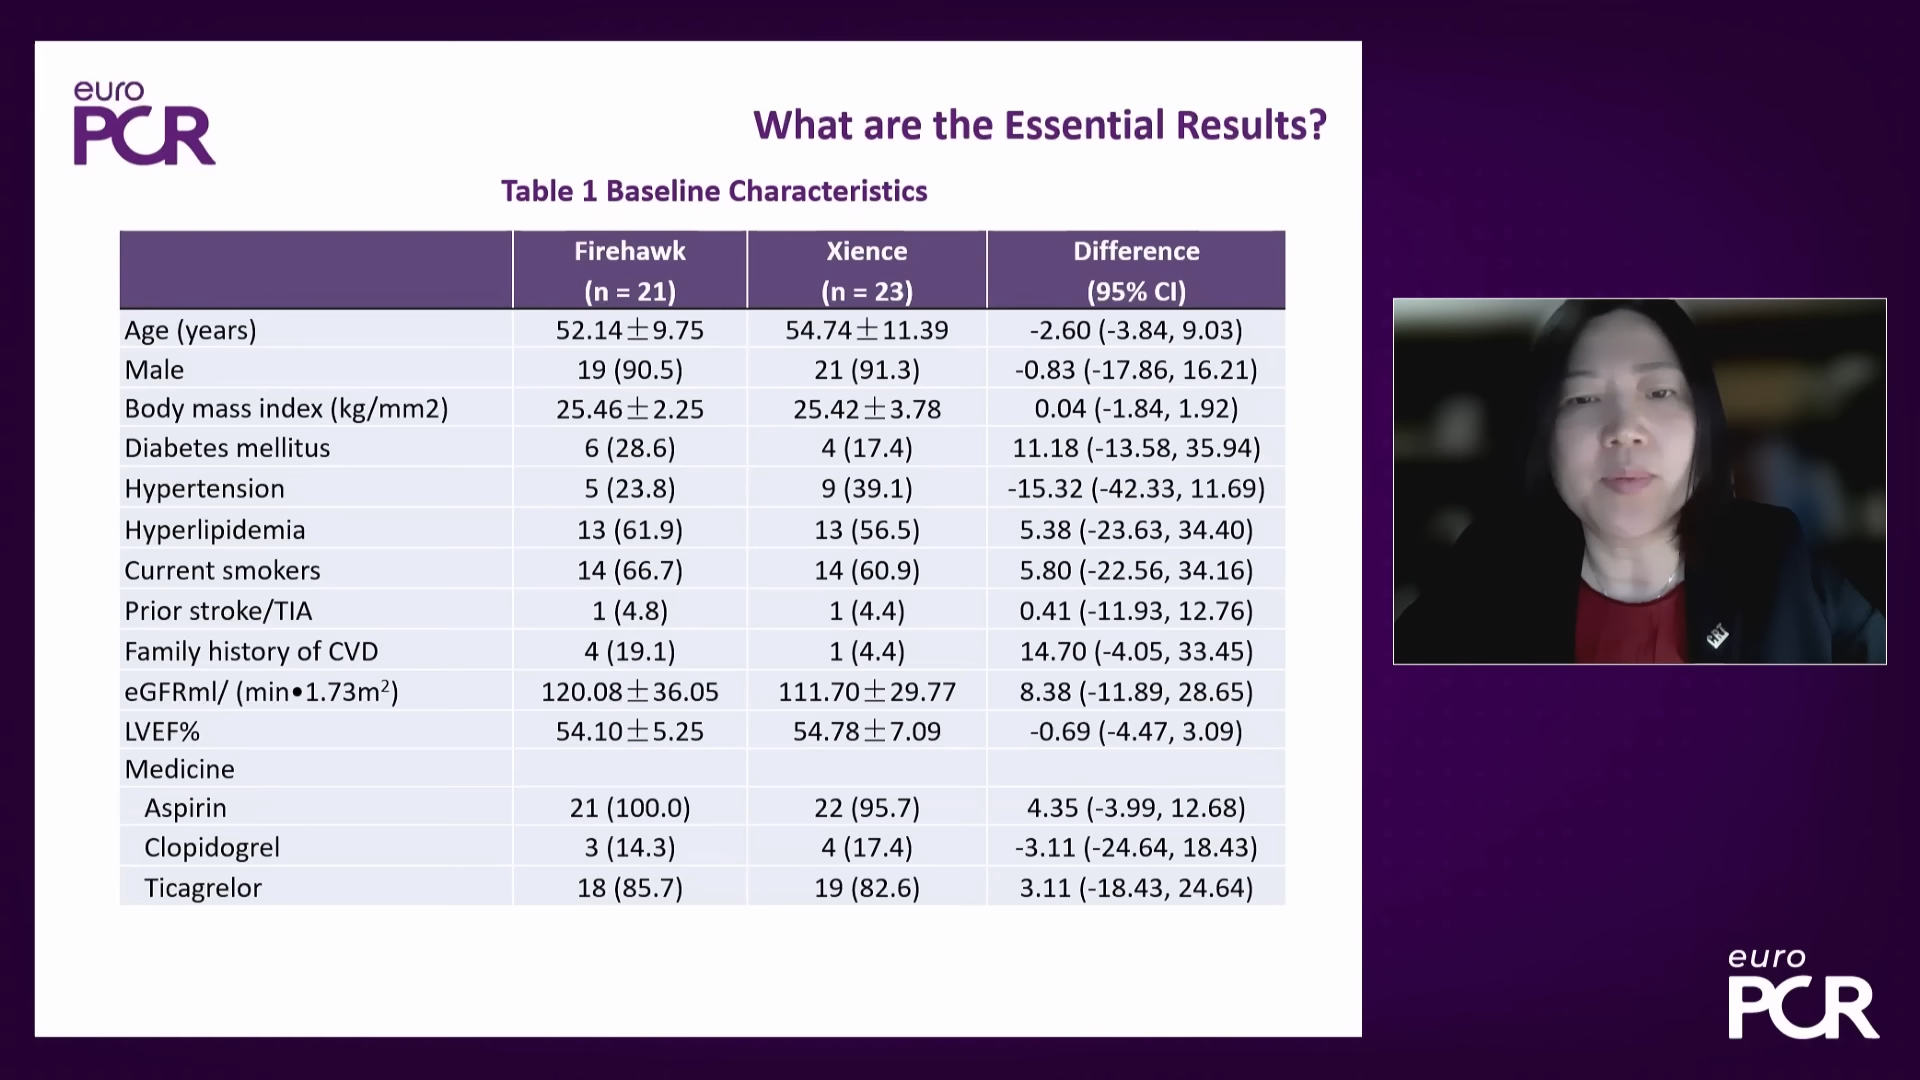 euro
PCR
What are the Essential Results?
Table 1 Baseline Characteristics
Firehawk (n = 21) Xience (n = 23) Difference (95% CI)
Age (years) 52.14±9.75 54.74±11.39 -2.60 (-3.84, 9.03)
Male 19 (90.5) 21 (91.3) -0.83 (-17.86, 16.21)
Body mass index (kg/mm2) 25.46±2.25 25.42±3.78 0.04 (-1.84, 1.92)
Diabetes mellitus 6 (28.6) 4 (17.4) 11.18 (-13.58, 35.94)
Hypertension 5 (23.8) 9 (39.1) -15.32 (-42.33, 11.69)
Hyperlipidemia 13 (61.9) 13 (56.5) 5.38 (-23.63, 34.40)
Current smokers 14 (66.7) 14 (60.9) 5.80 (-22.56, 34.16)
Prior stroke/TIA 1 (4.8) 1 (4.4) 0.41 (-11.93, 12.76)
Family history of CVD 4 (19.1) 1 (4.4) 14.70 (-4.05, 33.45)
eGFRml/ (min•1.73m²) 120.08±36.05 111.70±29.77 8.38 (-11.89, 28.65)
LVEF% 54.10±5.25 54.78±7.09 -0.69 (-4.47, 3.09)
Medicine
Aspirin 21 (100.0) 22 (95.7) 4.35 (-3.99, 12.68)
Clopidogrel 3 (14.3) 4 (17.4) -3.11 (-24.64, 18.43)
Ticagrelor 18 (85.7) 19 (82.6) 3.11 (-18.43, 24.64)
CRT
euro
PCR